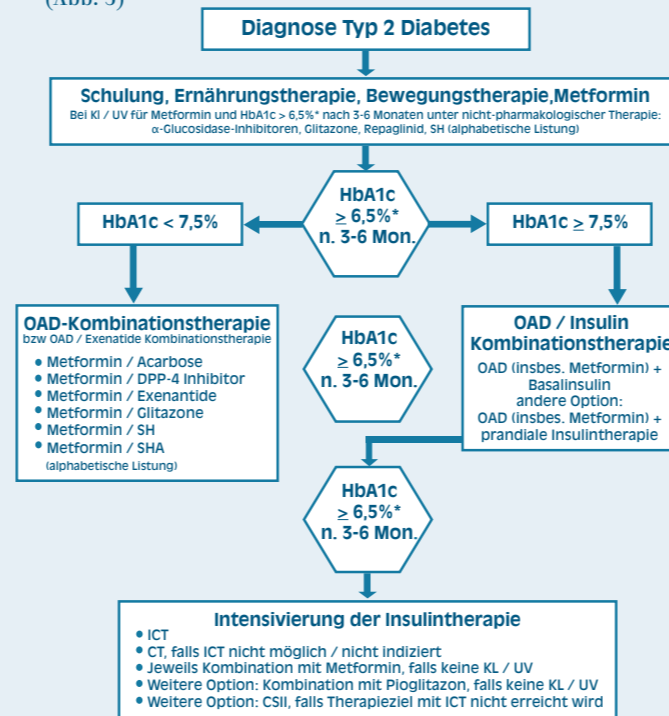 (Abb. 3)
Diagnose Typ 2 Diabetes
Schulung, Ernährungstherapie, Bewegungstherapie,Metformin
Bei KI / UV für Metformin und HbA1c > 6,5%* nach 3-6 Monaten unter nicht-pharmakologischer Therapie:
α-Glucosidase-Inhibitoren, Glitazone, Repaglinid, SH (alphabetische Listung)
HbA1c
≥ 6,5%*
n. 3-6 Mon.
HbA1c < 7,5%
HbA1c ≥ 7,5%
OAD-Kombinationstherapie
bzw OAD / Exenatide Kombinationstherapie
• Metformin / Acarbose
• Metformin / DPP-4 Inhibitor
• Metformin / Exenantide
• Metformin / Glitazone
• Metformin / SH
• Metformin / SHA
(alphabetische Listung)
HbA1c
≥ 6,5%*
n. 3-6 Mon.
OAD / Insulin
Kombinationstherapie
OAD (insbes. Metformin) +
Basalinsulin
andere Option:
OAD (insbes. Metformin) +
prandiale Insulintherapie
HbA1c
≥ 6,5%*
n. 3-6 Mon.
Intensivierung der Insulintherapie
• ICT
• CT, falls ICT nicht möglich / nicht indiziert
• Jeweils Kombination mit Metformin, falls keine KL / UV
• Weitere Option: Kombination mit Pioglitazon, falls keine KL / UV
• Weitere Option: CSII, falls Therapieziel mit ICT nicht erreicht wird